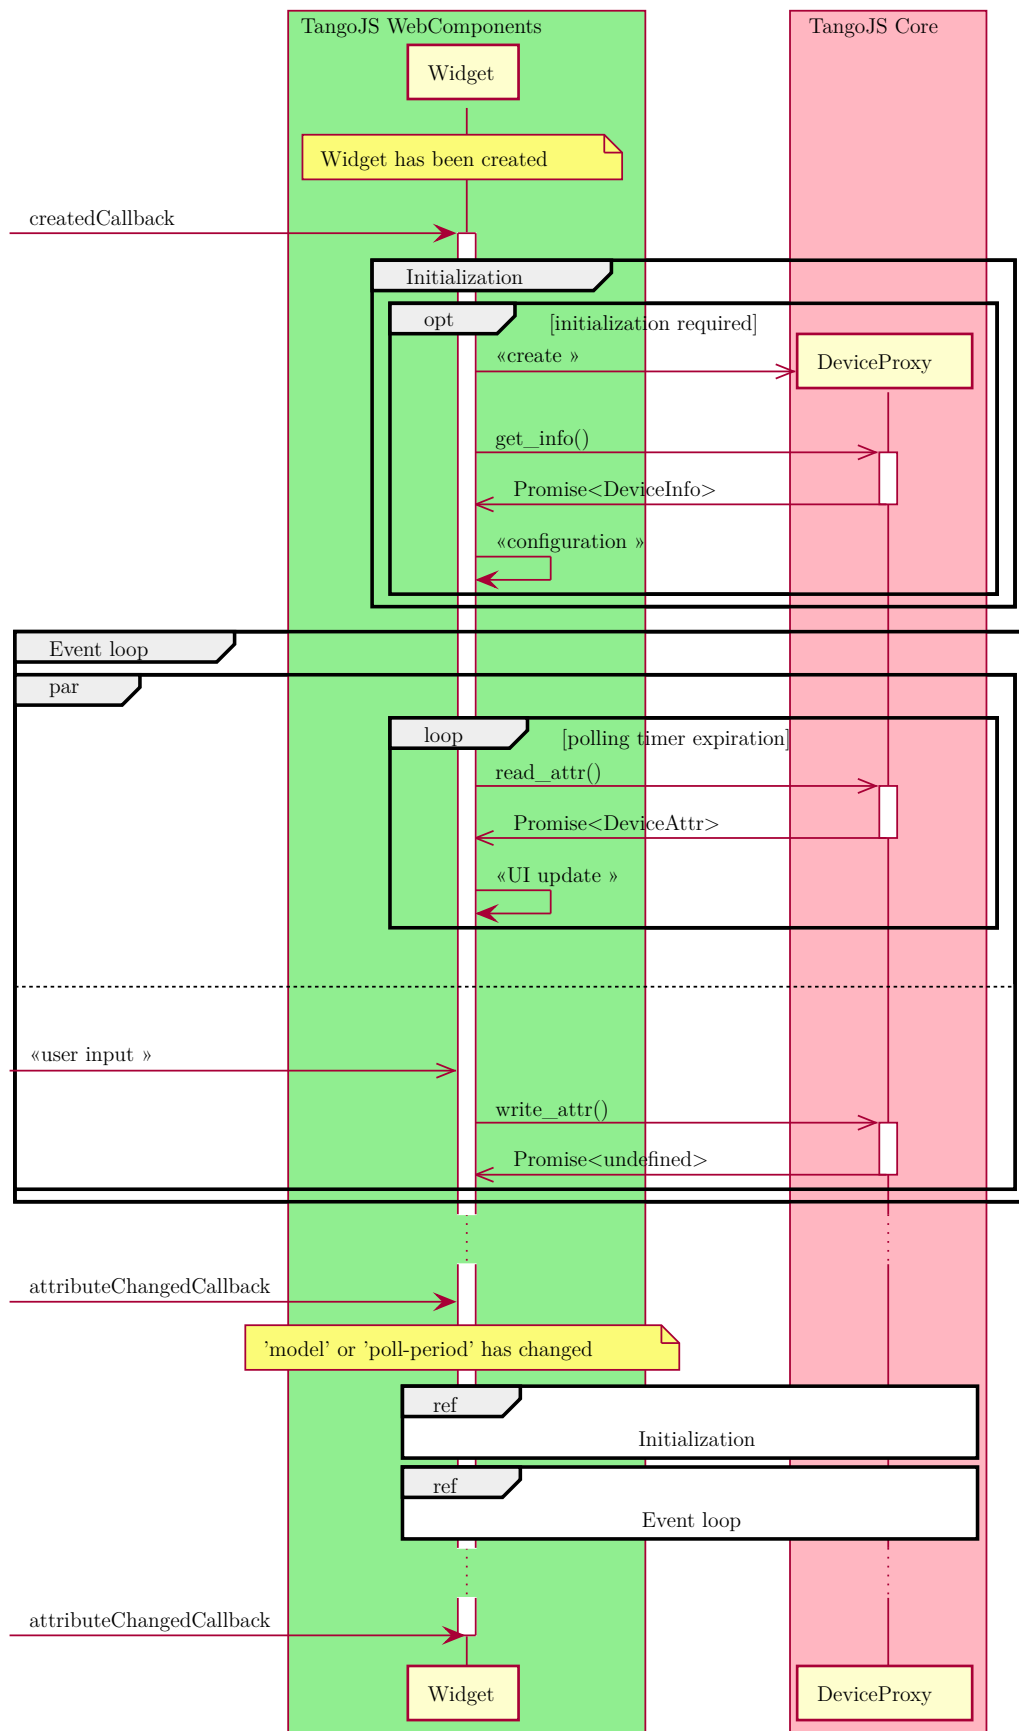 TangoJS WebComponents
TangoJS Core
Widget
Widget has been created
createdCallback
Initialization
opt
[initialization required]
«create »
DeviceProxy
get_info()
Promise<DeviceInfo>
«configuration »
Event loop
par
loop
[polling timer expiration]
read_attr()
Promise<DeviceAttr>
«UI update »
«user input »
write_attr()
Promise<undefined>
attributeChangedCallback
’model’ or ’poll-period’ has changed
ref
Initialization
ref
Event loop
attributeChangedCallback
Widget
DeviceProxy